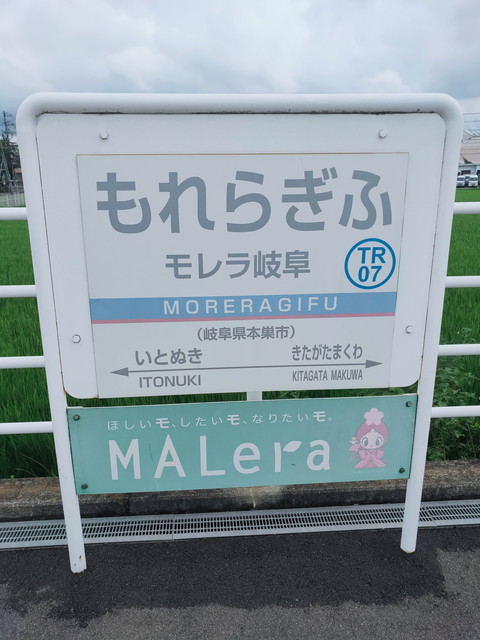 もれらぎふ
モレラ岐阜
TR
07
MORERAGIFU
(岐阜県本巣市)
いとぬき きたがたまくわ
ITONUKI KITAGATA MAKUWA
ほしいモ、したいモ、なりたいモ。
MALera